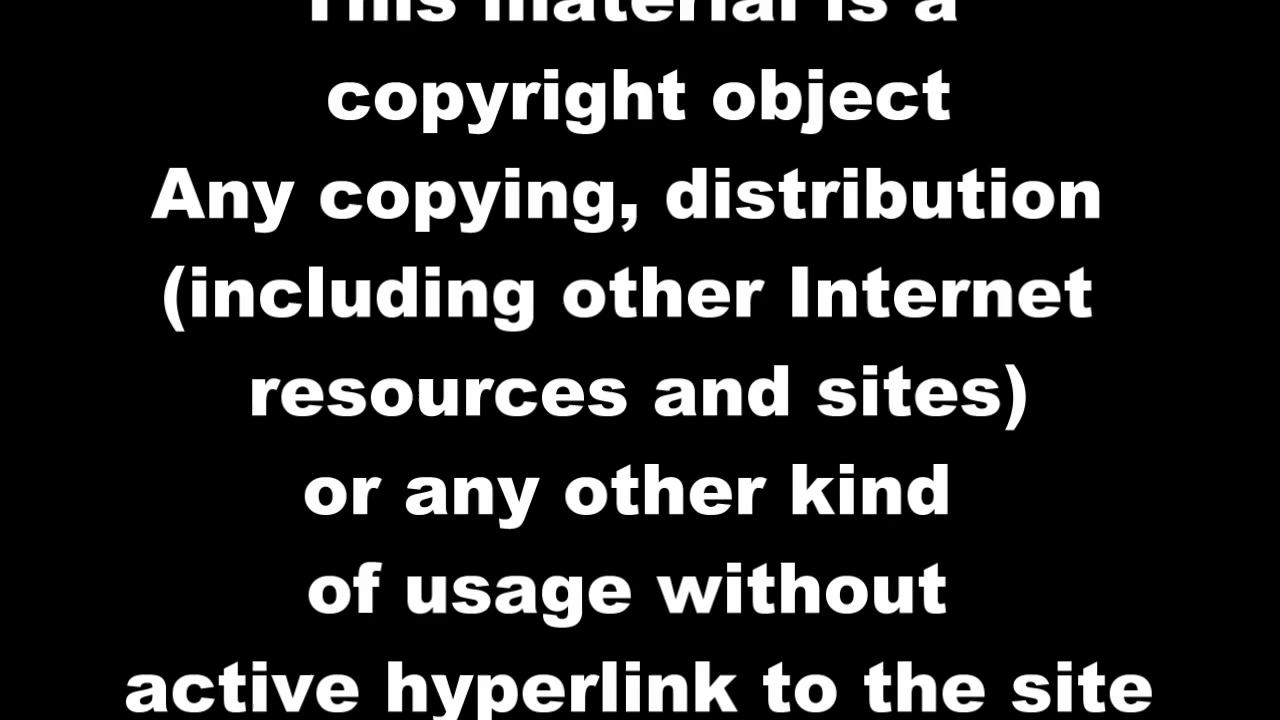 This material is a
copyright object
Any copying, distribution
(including other Internet
resources and sites)
or any other kind
of usage without
active hyperlink to the site